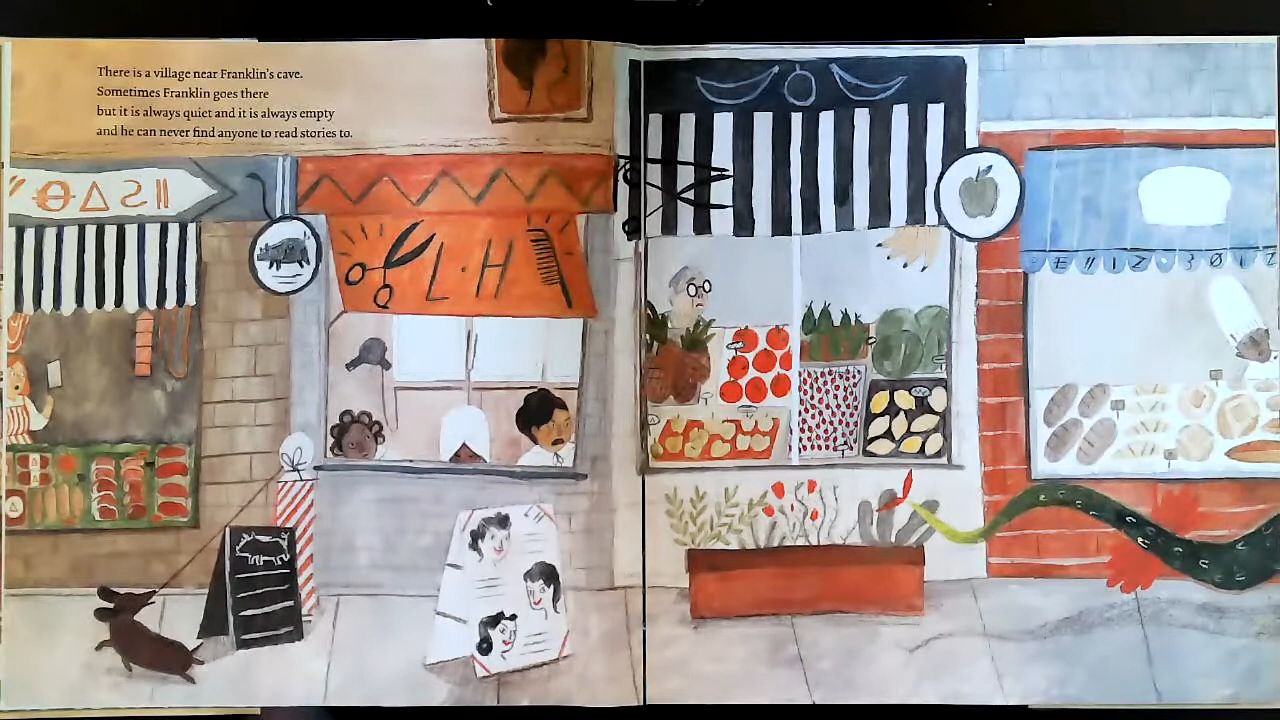 There is a village near Franklin's cave.
Sometimes Franklin goes there
but it is always quiet and it is always empty
and he can never find anyone to read stories to.
L·H